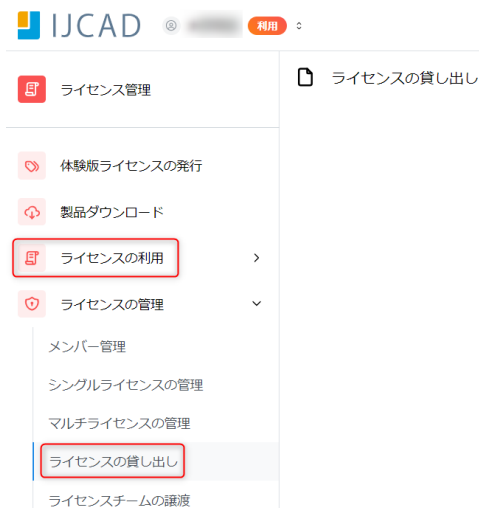 IJCAD
利用
ライセンス管理
ライセンスの貸し出し
体験版ライセンスの発行
製品ダウンロード
ライセンスの利用
ライセンスの管理
メンバー管理
シングルライセンスの管理
マルチライセンスの管理
ライセンスの貸し出し
ライセンスチームの譲渡